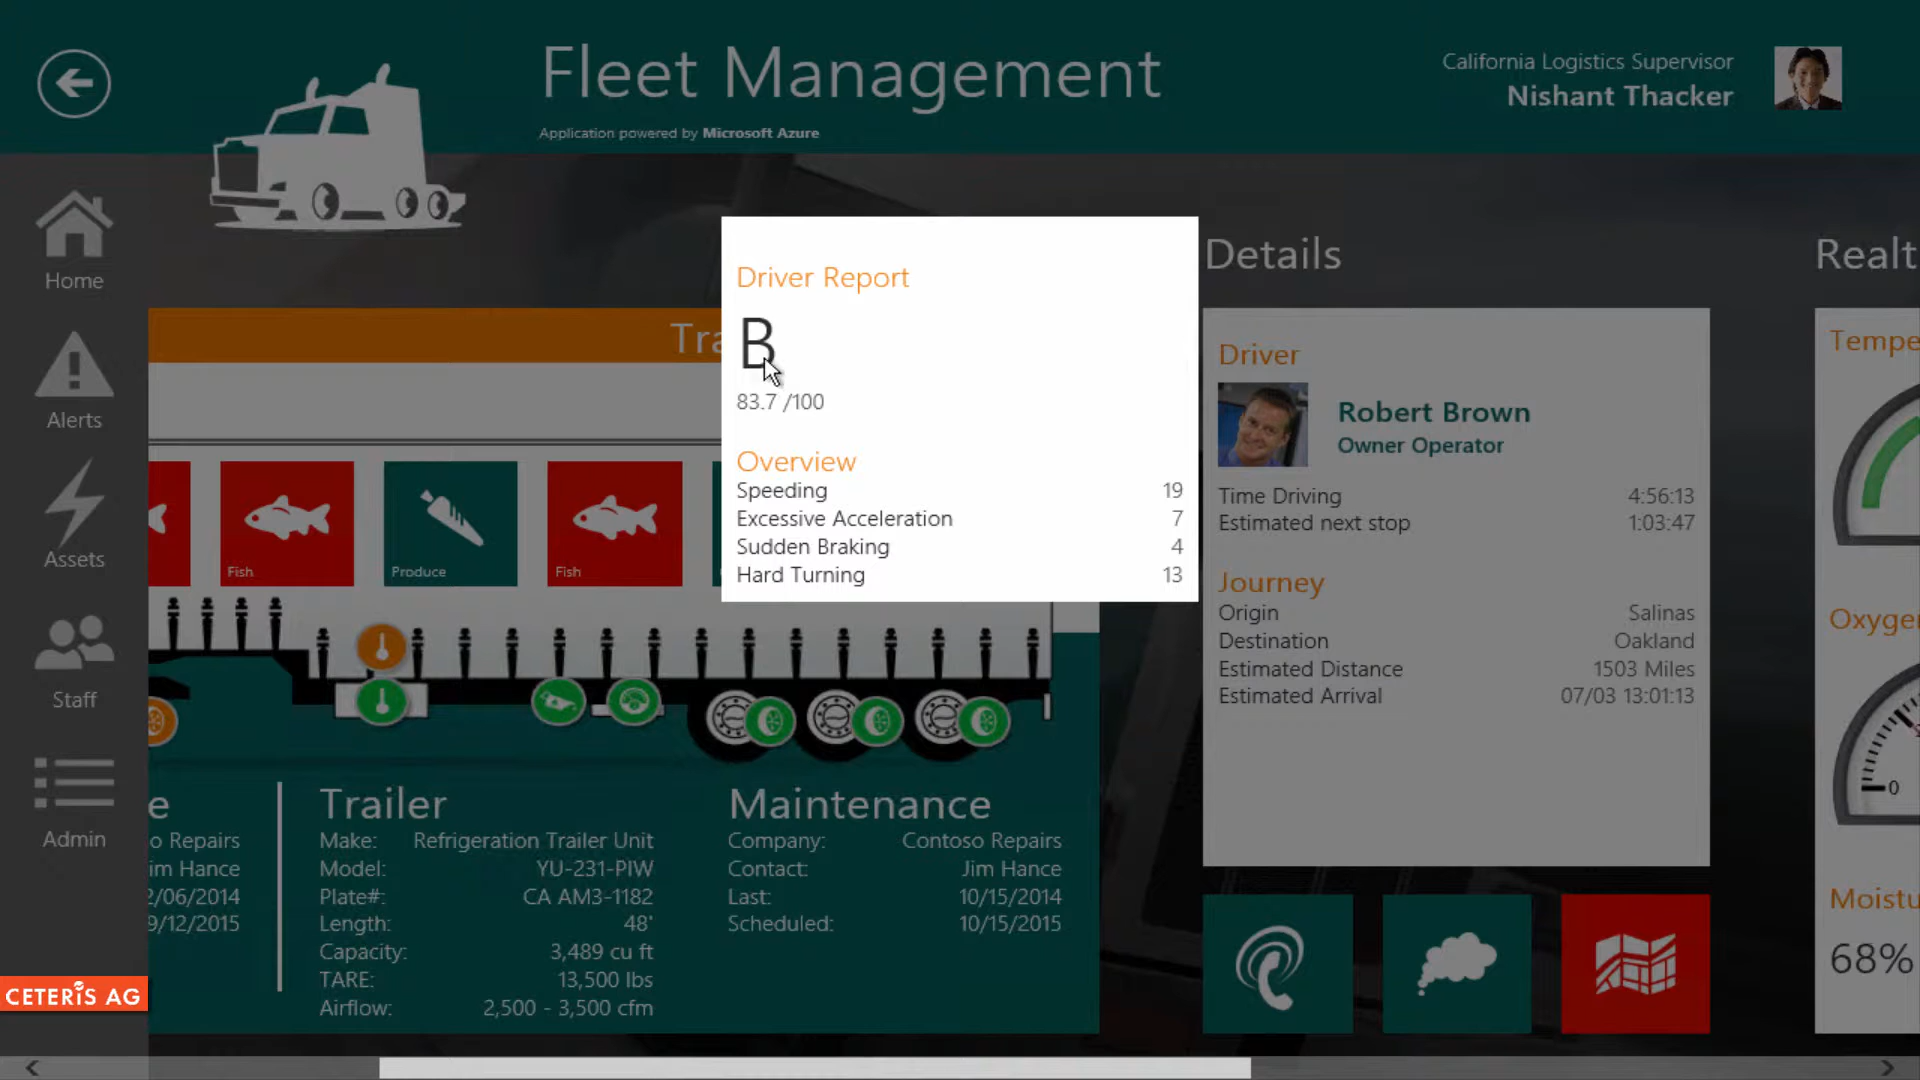 Fleet Management
Application powered by Microsoft Azure
California Logistics Supervisor
Nishant Thacker
Home
Alerts
Assets
Staff
Admin
CETERIS AG
Tra
Fish
Produce
Fish
Driver Report
B
83.7 /100
Overview
Speeding 19
Excessive Acceleration 7
Sudden Braking 4
Hard Turning 13
e
o Repairs
im Hance
2/06/2014
9/12/2015
Trailer
Make: Refrigeration Trailer Unit
Model: YU-231-PIW
Plate#: CA AM3-1182
Length: 48'
Capacity: 3,489 cu ft
TARE: 13,500 lbs
Airflow: 2,500 - 3,500 cfm
Maintenance
Company: Contoso Repairs
Contact: Jim Hance
Last: 10/15/2014
Scheduled: 10/15/2015
Details
Driver
Robert Brown
Owner Operator
Time Driving 4:56:13
Estimated next stop 1:03:47
Journey
Origin Salinas
Destination Oakland
Estimated Distance 1503 Miles
Estimated Arrival 07/03 13:01:13
Realt
Tempe
Oxygen
0
Moistu
68%